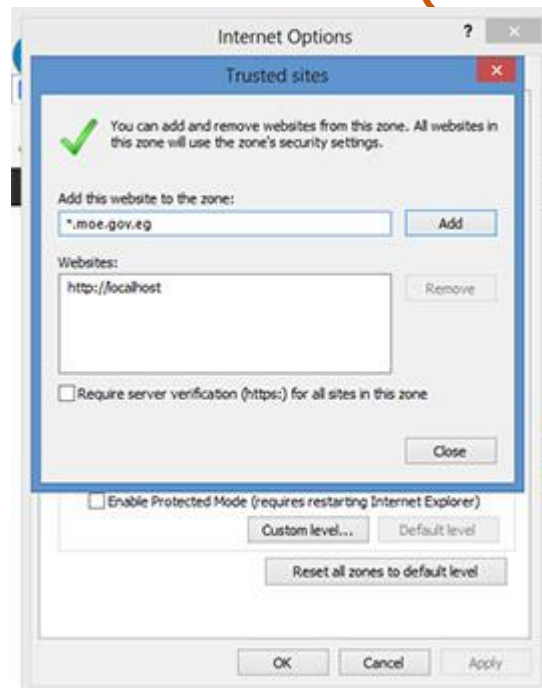 Internet Options
?
Trusted sites
You can add and remove websites from this zone. All websites in
this zone will use the zone's security settings.
Add this website to the zone:
*.moe.gov.eg
Add
Websites:
http://localhost
Remove
Require server verification (https:) for all sites in this zone
Close
Enable Protected Mode (requires restarting Internet Explorer)
Custom level...
Default level
Reset all zones to default level
OK
Cancel
Apply